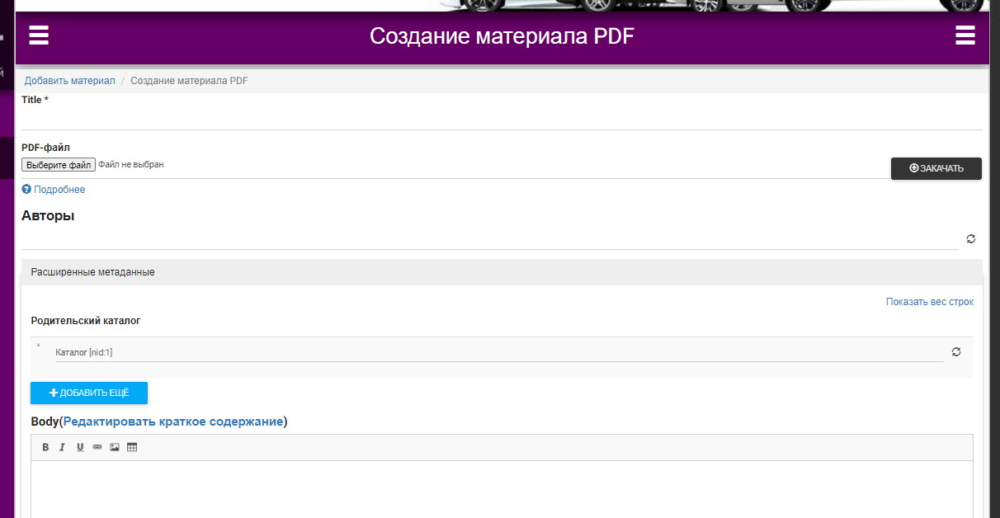 Создание материала PDF
Добавить материал / Создание материала PDF
Title *
PDF-файл
Выберите файл Файл не выбран
ЗАКАЧАТЬ
Подробнее
Авторы
Расширенные метаданные
Показать вес строк
Родительский каталог
Каталог [nid:1]
ДОБАВИТЬ ЕЩЁ
Body(Редактировать краткое содержание)
B I U